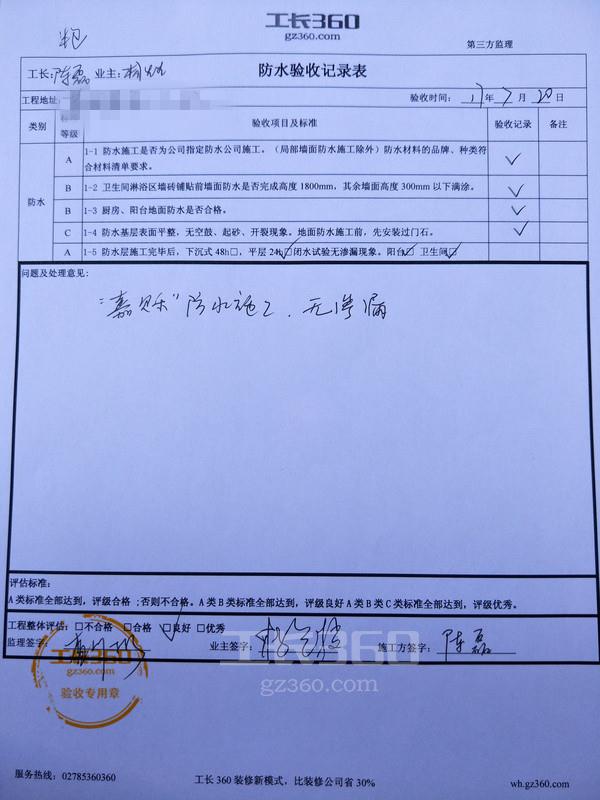 工长360
gz360.com
半包
第三方监理
工长：陈磊 业主：
防水验收记录表
工程地址：
验收时间：17年7月20日
类别
标准等级
验收项目及标准
验收记录
备注
防水
A
1-1 防水施工是否为公司指定防水公司施工。（局部墙面防水施工除外）防水材料的品牌、种类符
合材料清单要求。
B
1-2 卫生间淋浴区墙砖铺贴前墙面防水是否完成高度 1800mm，其余墙面高度 300mm 以下满涂。
B
1-3 厨房、阳台地面防水是否合格。
C
1-4 防水基层表面平整，无空鼓、起砂、开裂现象。地面防水施工前，先安装过门石。
A
1-5 防水层施工完毕后，下沉式 48h□，平层 24h□闭水试验无渗漏现象。阳台□ 卫生间□
问题及处理意见：
“嘉贝乐”防水施工，无渗漏
评估标准：
A 类标准全部达到，评级合格 ;否则不合格。A 类 B 类标准全部达到，评级良好 A 类 B 类 C 类标准全部达到，评级优秀。
工程整体评估：□不合格 □合格 □良好 □优秀
监理签字：
业主签字：
施工方签字：陈磊
工长360
gz360.com
验收专用章
工长360
gz360.com
服务热线：02785360360
工长 360 装修新模式，比装修公司省 30%
wh.gz360.com